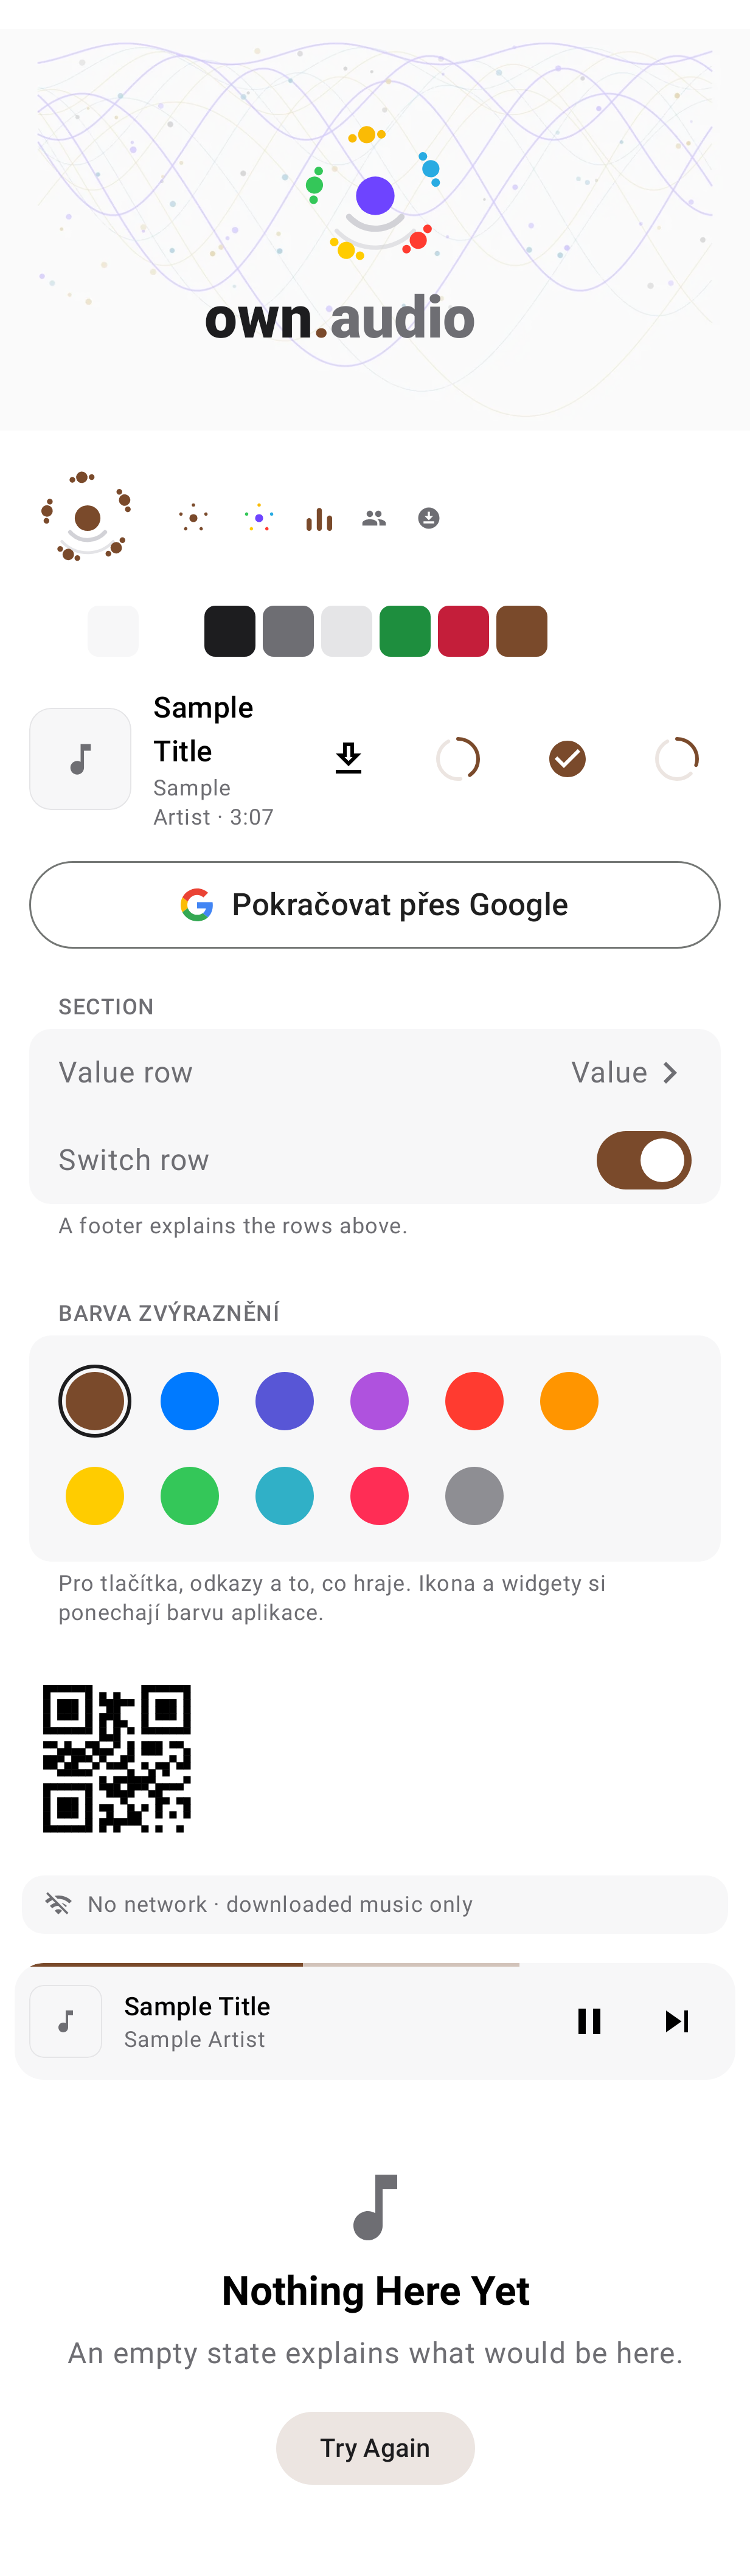 own.audio
Sample
Title
Sample
Artist · 3:07
Pokračovat přes Google
SECTION
Value row
Value
Switch row
A footer explains the rows above.
BARVA ZVÝRAZNĚNÍ
Pro tlačítka, odkazy a to, co hraje. Ikona a widgety si
ponechají barvu aplikace.
No network · downloaded music only
Sample Title
Sample Artist
Nothing Here Yet
An empty state explains what would be here.
Try Again